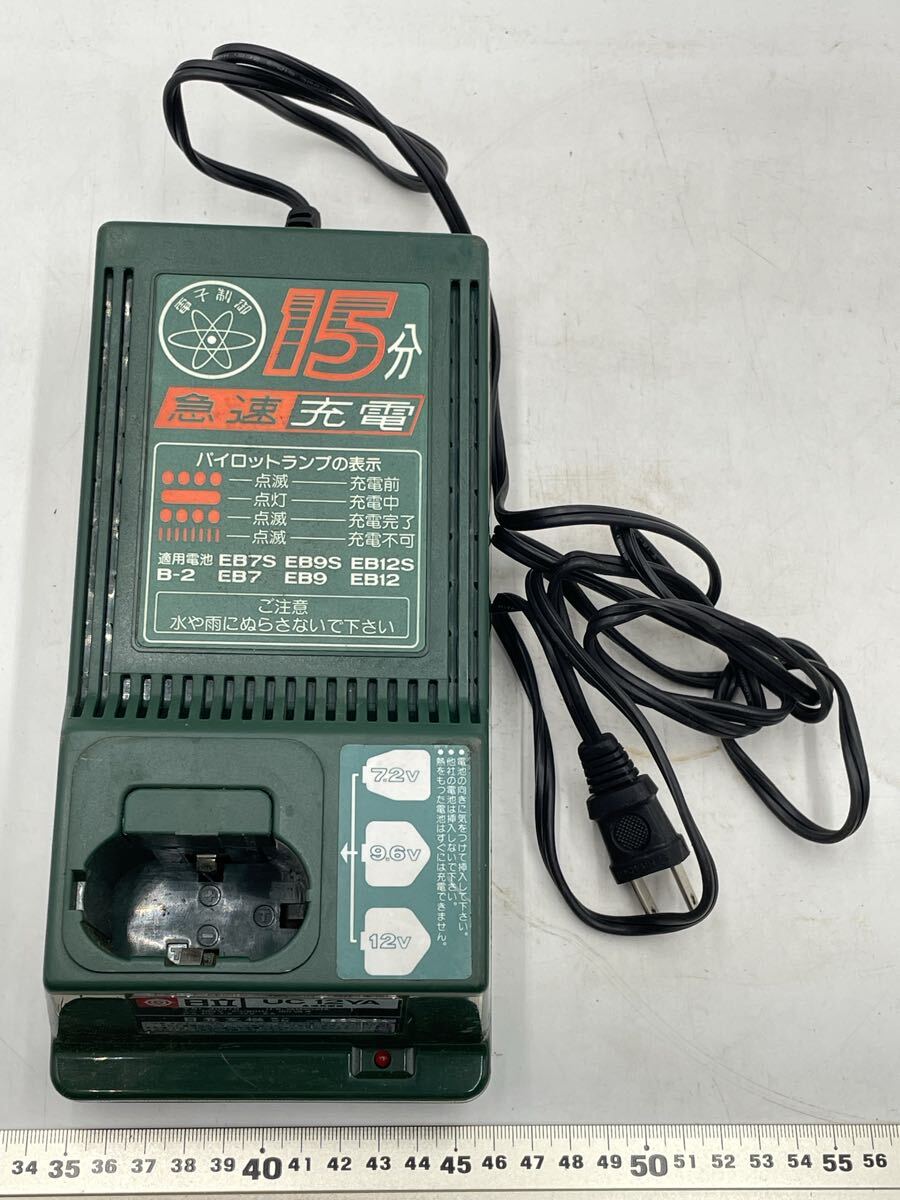 電子制御
15分
急速充電
パイロットランプの表示
点滅 充電前
点灯 充電中
点滅 充電完了
点滅 充電不可
適用電池 EB7S EB9S EB12S
B-2 EB7 EB9 EB12
ご注意
水や雨にぬらさないで下さい
7.2V
9.6V
12V
●電池の向きに気をつけて挿入して下さい。
●他社の電池は挿入しないで下さい。
●熱をもつた電池はすぐには充電できません。
日立 UC 12YA
34 35 36 37 38 39 40 41 42 43 44 45 46 47 48 49 50 51 52 53 54 55 56